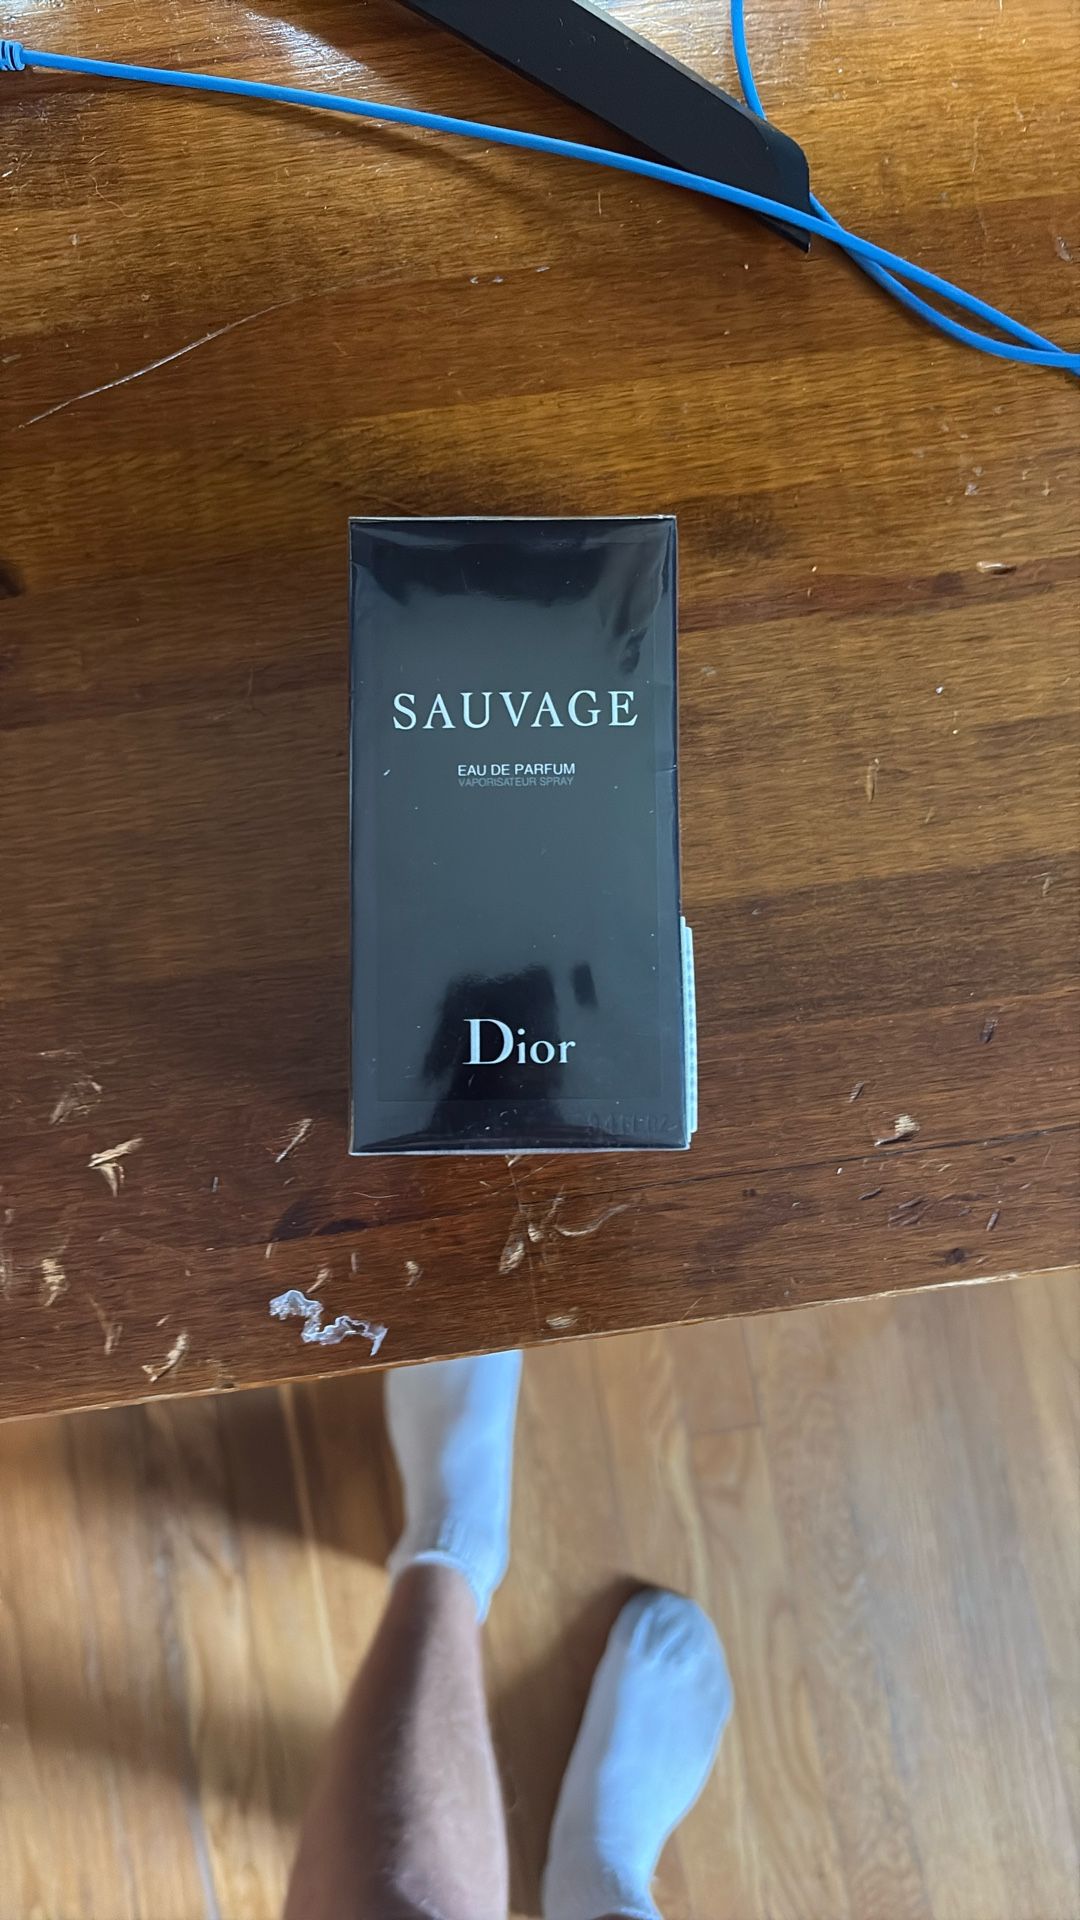 SAUVAGE
EAU DE PARFUM
VAPORISATEUR SPRAY
Dior